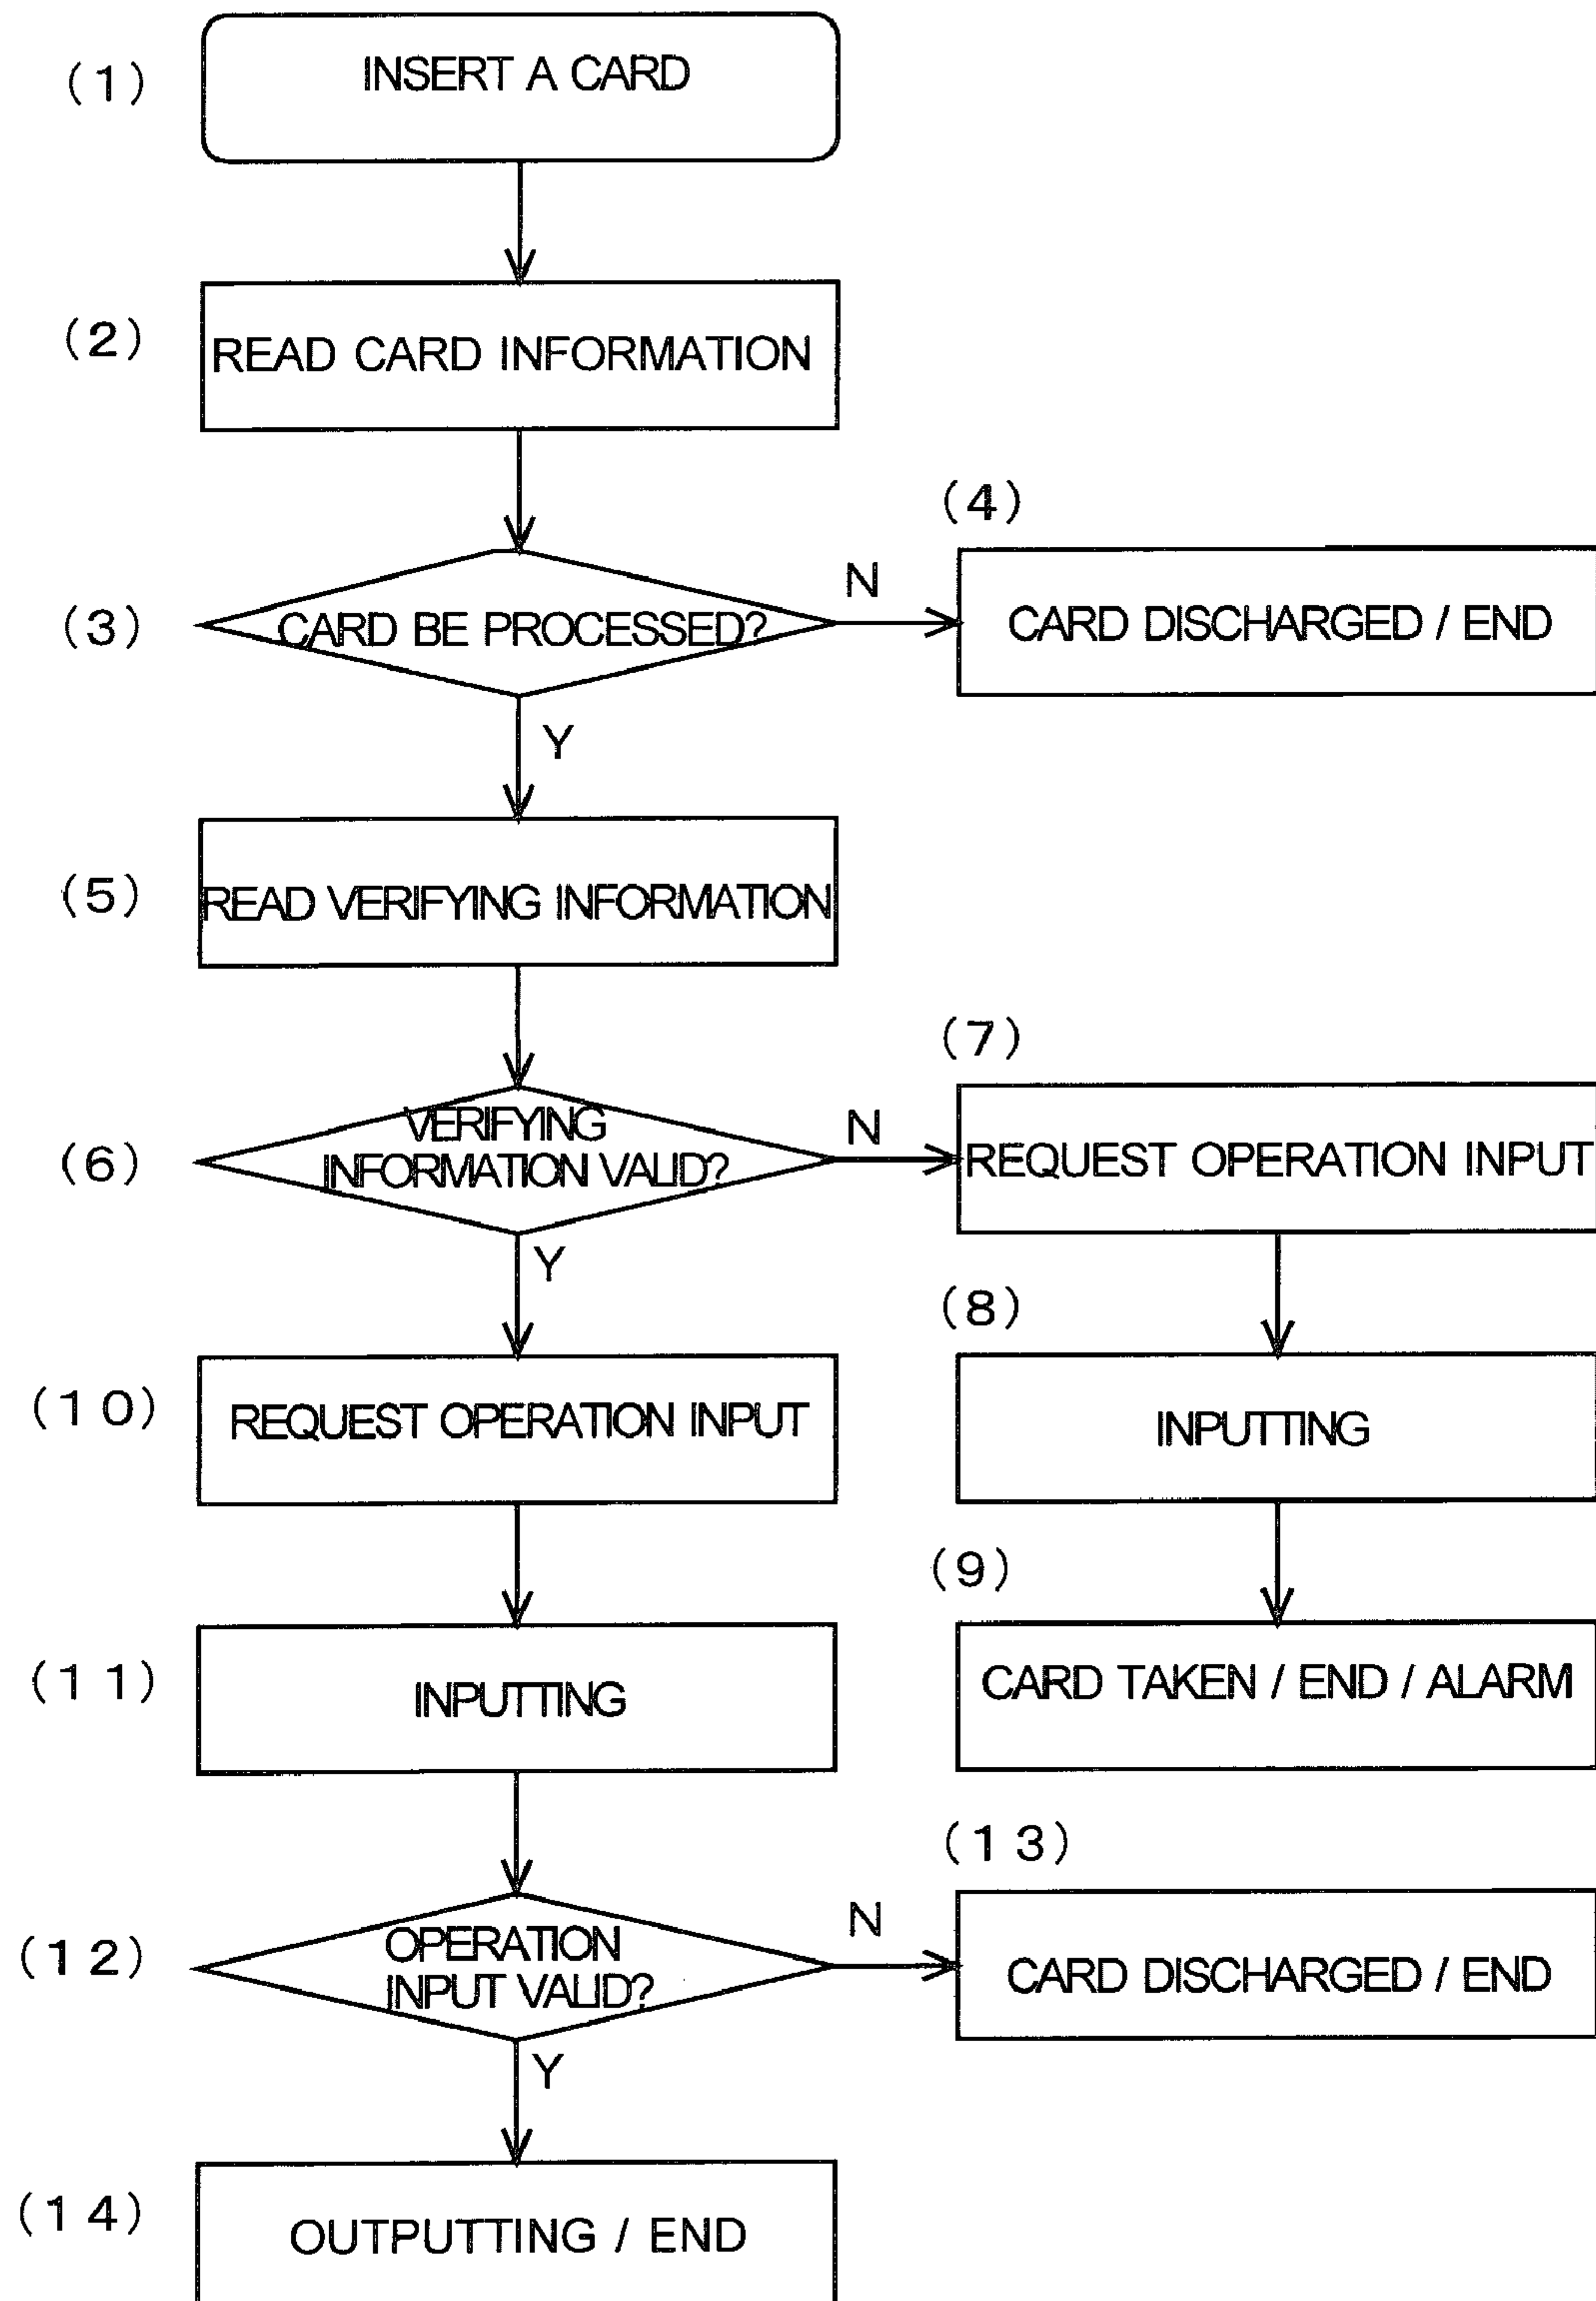 (1)
INSERT A CARD
(2)
READ CARD INFORMATION
(3)
CARD BE PROCESSED?
N
(4)
CARD DISCHARGED / END
Y
(5)
READ VERIFYING INFORMATION
(6)
VERIFYING
INFORMATION VALID?
N
(7)
REQUEST OPERATION INPUT
(8)
INPUTTING
(9)
CARD TAKEN / END / ALARM
Y
(10)
REQUEST OPERATION INPUT
(11)
INPUTTING
(12)
OPERATION
INPUT VALID?
N
(13)
CARD DISCHARGED / END
Y
(14)
OUTPUTTING / END